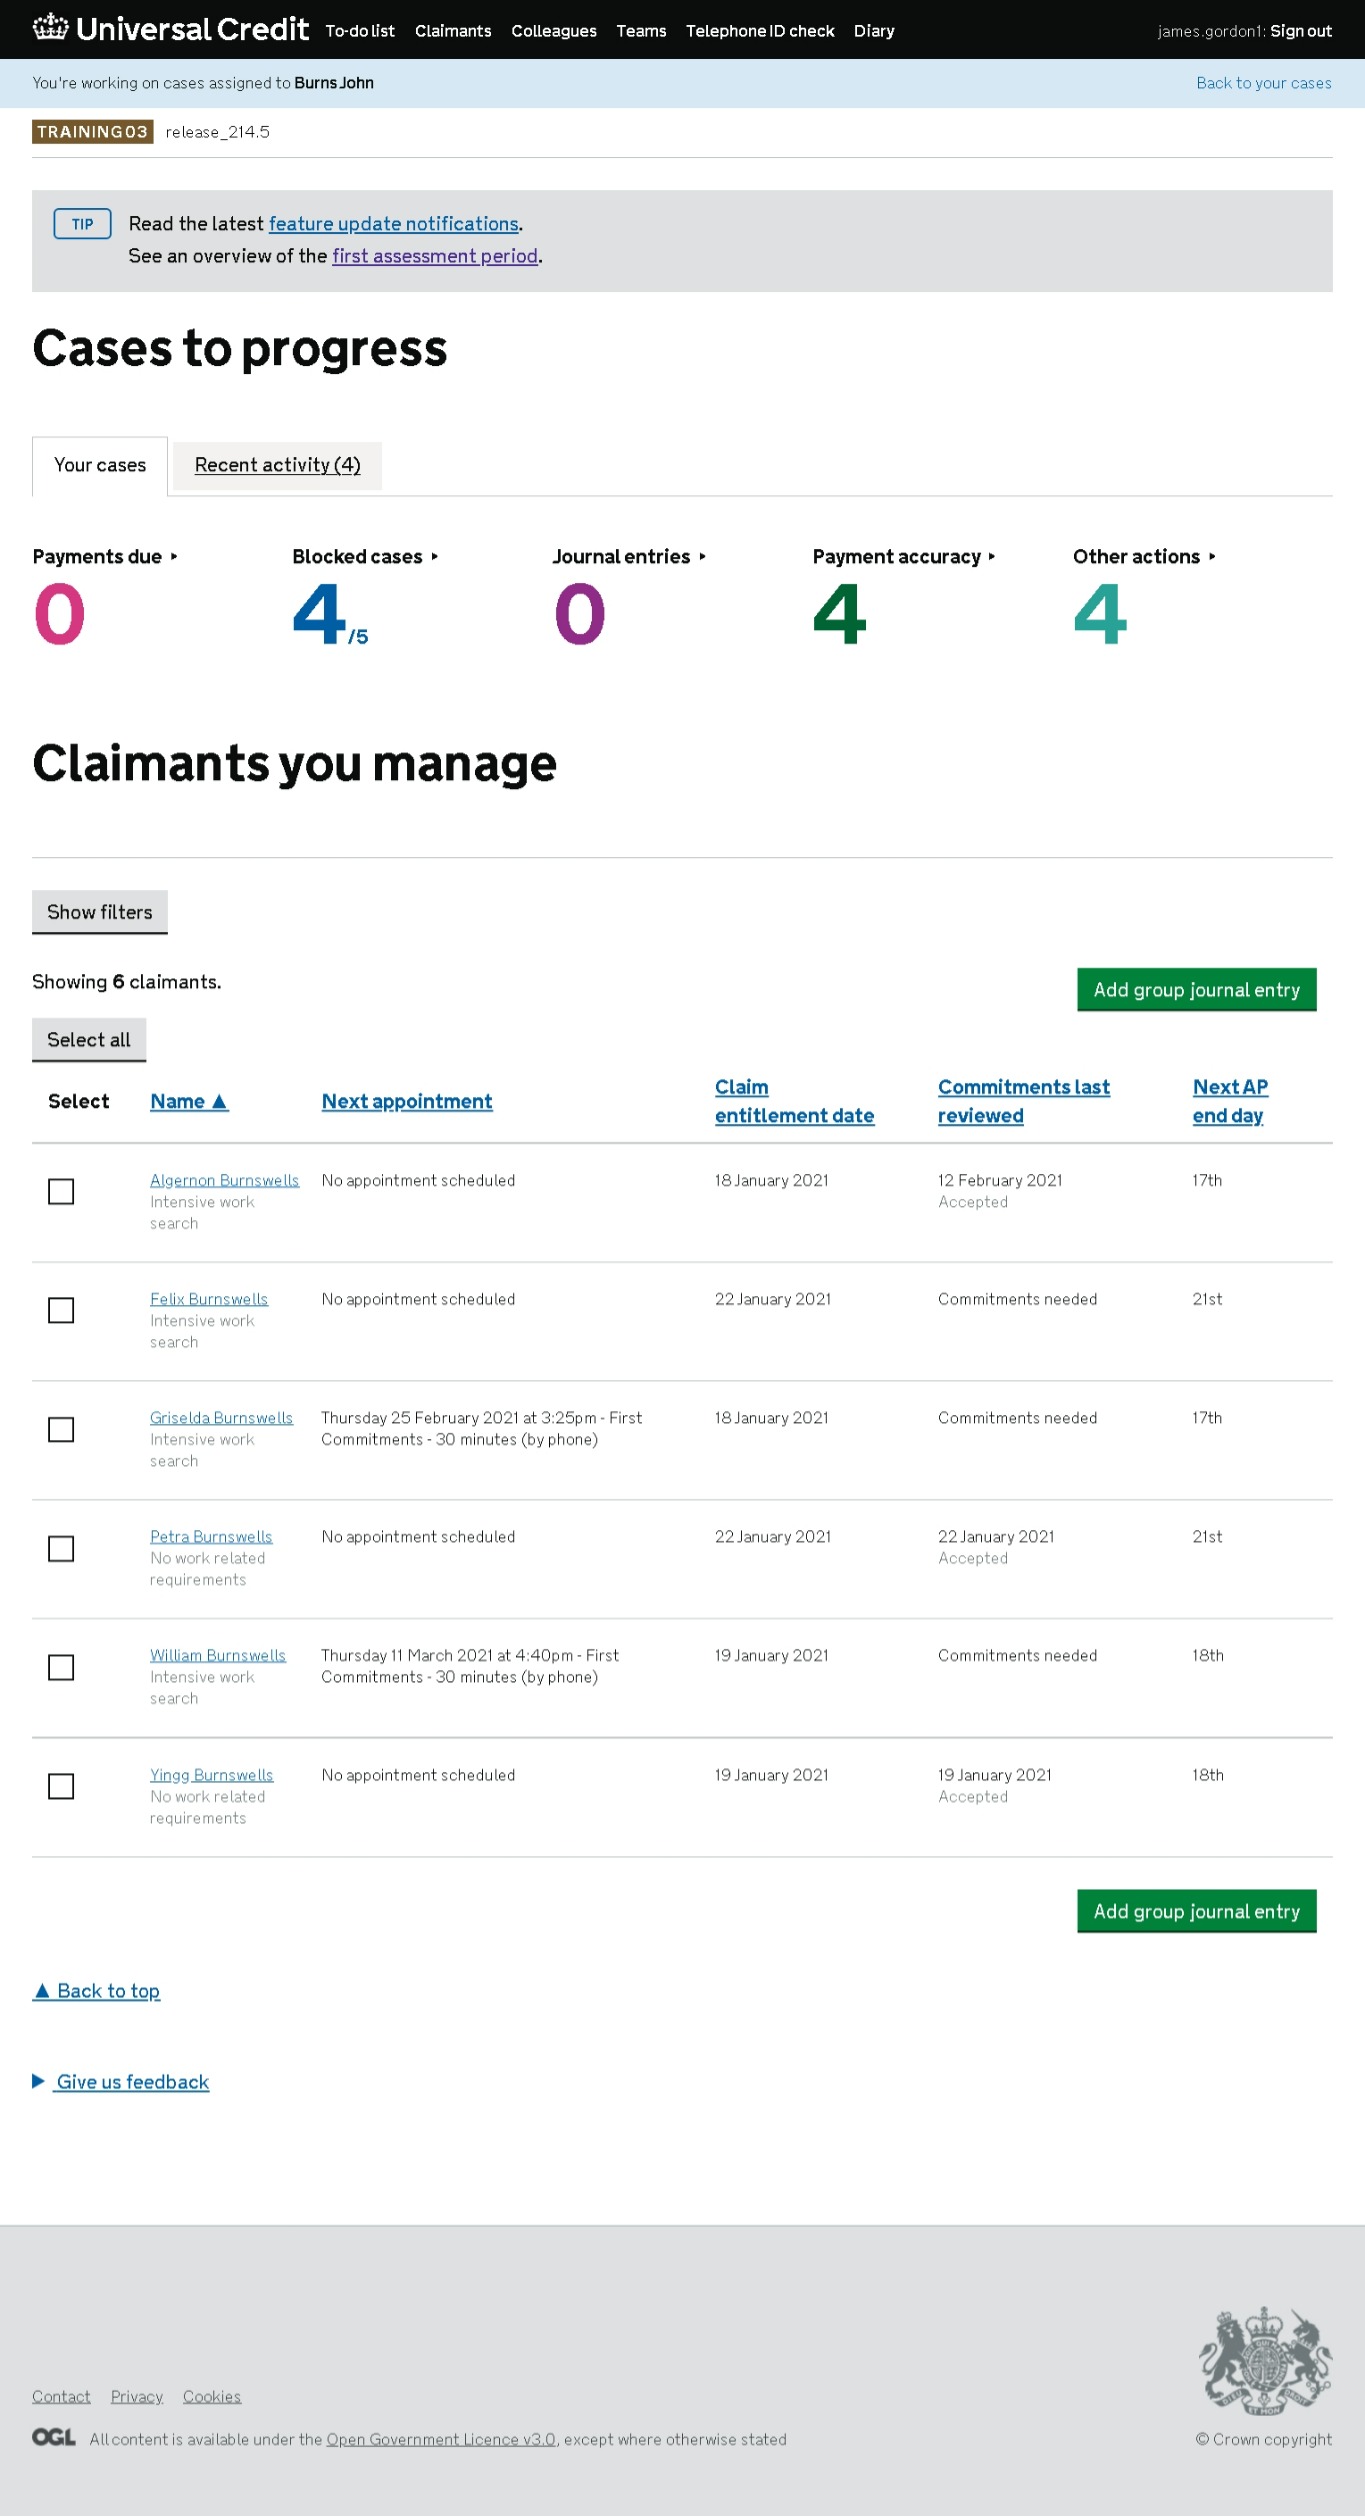 Universal Credit To-do list Claimants Colleagues Teams Telephone ID check Diary james.gordon1: Sign out
You're working on cases assigned to Burns John Back to your cases
TRAINING03 release_214.5
TIP Read the latest feature update notifications.
See an overview of the first assessment period.
Cases to progress
Your cases Recent activity (4)
Payments due ▸ Blocked cases ▸ Journal entries ▸ Payment accuracy ▸ Other actions ▸
0 4/5 0 4 4
Claimants you manage
Show filters
Showing 6 claimants.
Add group journal entry
Select all
Select Name ▲ Next appointment Claim entitlement date Commitments last reviewed Next AP end day
Algernon Burnswells No appointment scheduled 18 January 2021 12 February 2021 17th
Intensive work Accepted
search
Felix Burnswells No appointment scheduled 22 January 2021 Commitments needed 21st
Intensive work
search
Griselda Burnswells Thursday 25 February 2021 at 3:25pm - First 18 January 2021 Commitments needed 17th
Intensive work Commitments - 30 minutes (by phone)
search
Petra Burnswells No appointment scheduled 22 January 2021 22 January 2021 21st
No work related Accepted
requirements
William Burnswells Thursday 11 March 2021 at 4:40pm - First 19 January 2021 Commitments needed 18th
Intensive work Commitments - 30 minutes (by phone)
search
Yingg Burnswells No appointment scheduled 19 January 2021 19 January 2021 18th
No work related Accepted
requirements
Add group journal entry
▲ Back to top
▶ Give us feedback
Contact Privacy Cookies
OGL All content is available under the Open Government Licence v3.0, except where otherwise stated © Crown copyright